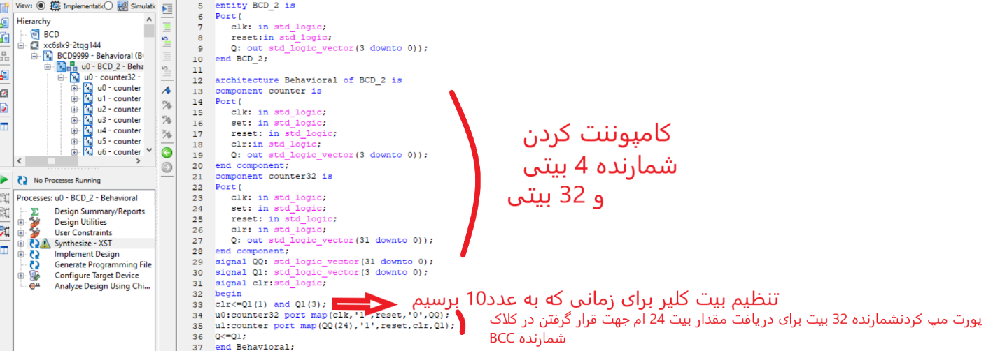 View:
Implementatic
Simulatic
Hierarchy
BCD
xc6slx9-2tqg144
BCD9999 - Behavioral (B
u0 - BCD_2 - Beha
u0 - counter32 -
u0 - counter
u1 - counter
u2 - counter
u3 - counter
u4 - counter
u5 - counter
u6 - counter
No Processes Running
Processes: u0 - BCD_2 - Behavioral
Design Summary/Reports
Design Utilities
User Constraints
Synthesize - XST
Implement Design
Generate Programming File
Configure Target Device
Analyze Design Using Chi...
5 entity BCD_2 is
6 Port(
7 clk: in std_logic;
8 reset:in std_logic;
9 Q: out std_logic_vector(3 downto 0));
10 end BCD_2;
11
12 architecture Behavioral of BCD_2 is
13 component counter is
14 Port(
15 clk: in std_logic;
16 set: in std_logic;
17 reset: in std_logic;
18 clr:in std_logic;
19 Q: out std_logic_vector(3 downto 0));
20 end component;
21 component counter32 is
22 Port(
23 clk: in std_logic;
24 set: in std_logic;
25 reset: in std_logic;
26 clr: in std_logic;
27 Q: out std_logic_vector(31 downto 0));
28 end component;
29 signal QQ: std_logic_vector(31 downto 0);
30 signal Q1: std_logic_vector(3 downto 0);
31 signal clr:std_logic;
32 begin
33 clr<=Q1(1) and Q1(3);
34 u0:counter32 port map(clk,'1',reset,'0',QQ);
35 u1:counter port map(QQ(24),'1',reset,clr,Q1);
36 Q<=Q1;
37 end Behavioral;
کامپوننت کردن
شمارنده 4 بیتی
و 32 بیتی
تنظیم بیت کلیر برای زمانی که به عدد10 برسیم
پورت مپ کردنشمارنده 32 بیت برای دریافت مقدار بیت 24 ام جهت قرار گرفتن در کلاک
شمارنده BCC